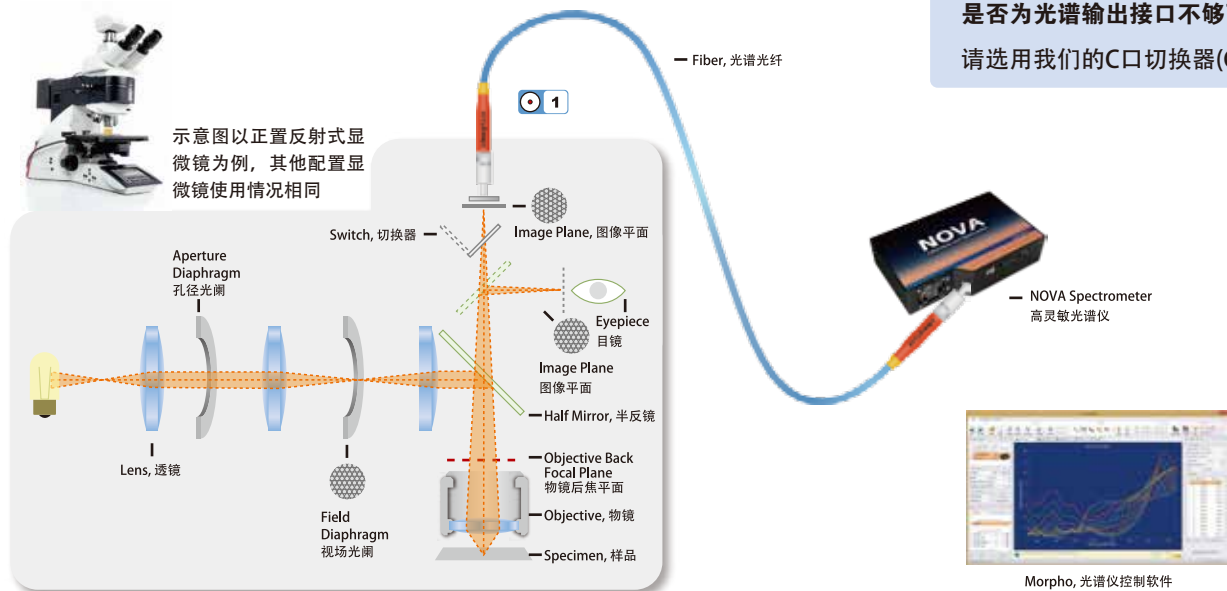 是否为光谱输出接口不够
请选用我们的C口切换器(
Fiber, 光谱光纤
1
示意图以正置反射式显
微镜为例，其他配置显
微镜使用情况相同
Switch, 切换器
Image Plane, 图像平面
Aperture
Diaphragm
孔径光阑
Eyepiece
目镜
Image Plane
图像平面
NOVA
NOVA Spectrometer
高灵敏光谱仪
Half Mirror, 半反镜
Lens, 透镜
Objective Back
Focal Plane
物镜后焦平面
Field
Diaphragm
视场光阑
Objective, 物镜
Specimen, 样品
Morpho, 光谱仪控制软件